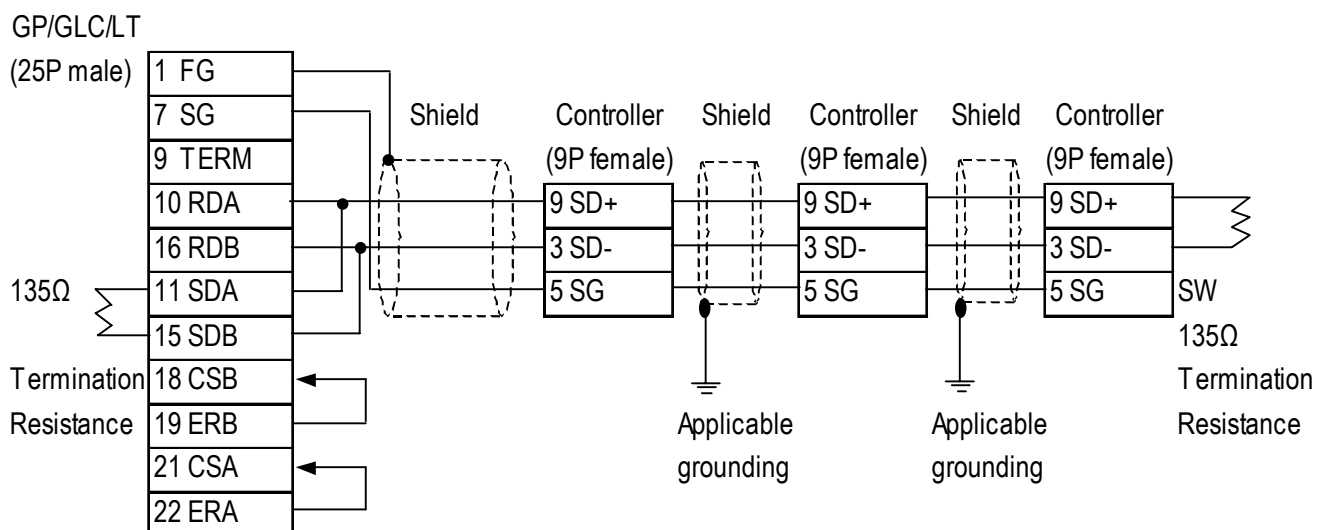 GP/GLC/LT
(25P male)
1 FG
7 SG
9 TERM
10 RDA
16 RDB
11 SDA
15 SDB
18 CSB
19 ERB
21 CSA
22 ERA
135Ω
Termination
Resistance
Shield
Controller
(9P female)
9 SD+
3 SD-
5 SG
Shield
Applicable
grounding
Controller
(9P female)
9 SD+
3 SD-
5 SG
Shield
Applicable
grounding
Controller
(9P female)
9 SD+
3 SD-
5 SG
SW
135Ω
Termination
Resistance